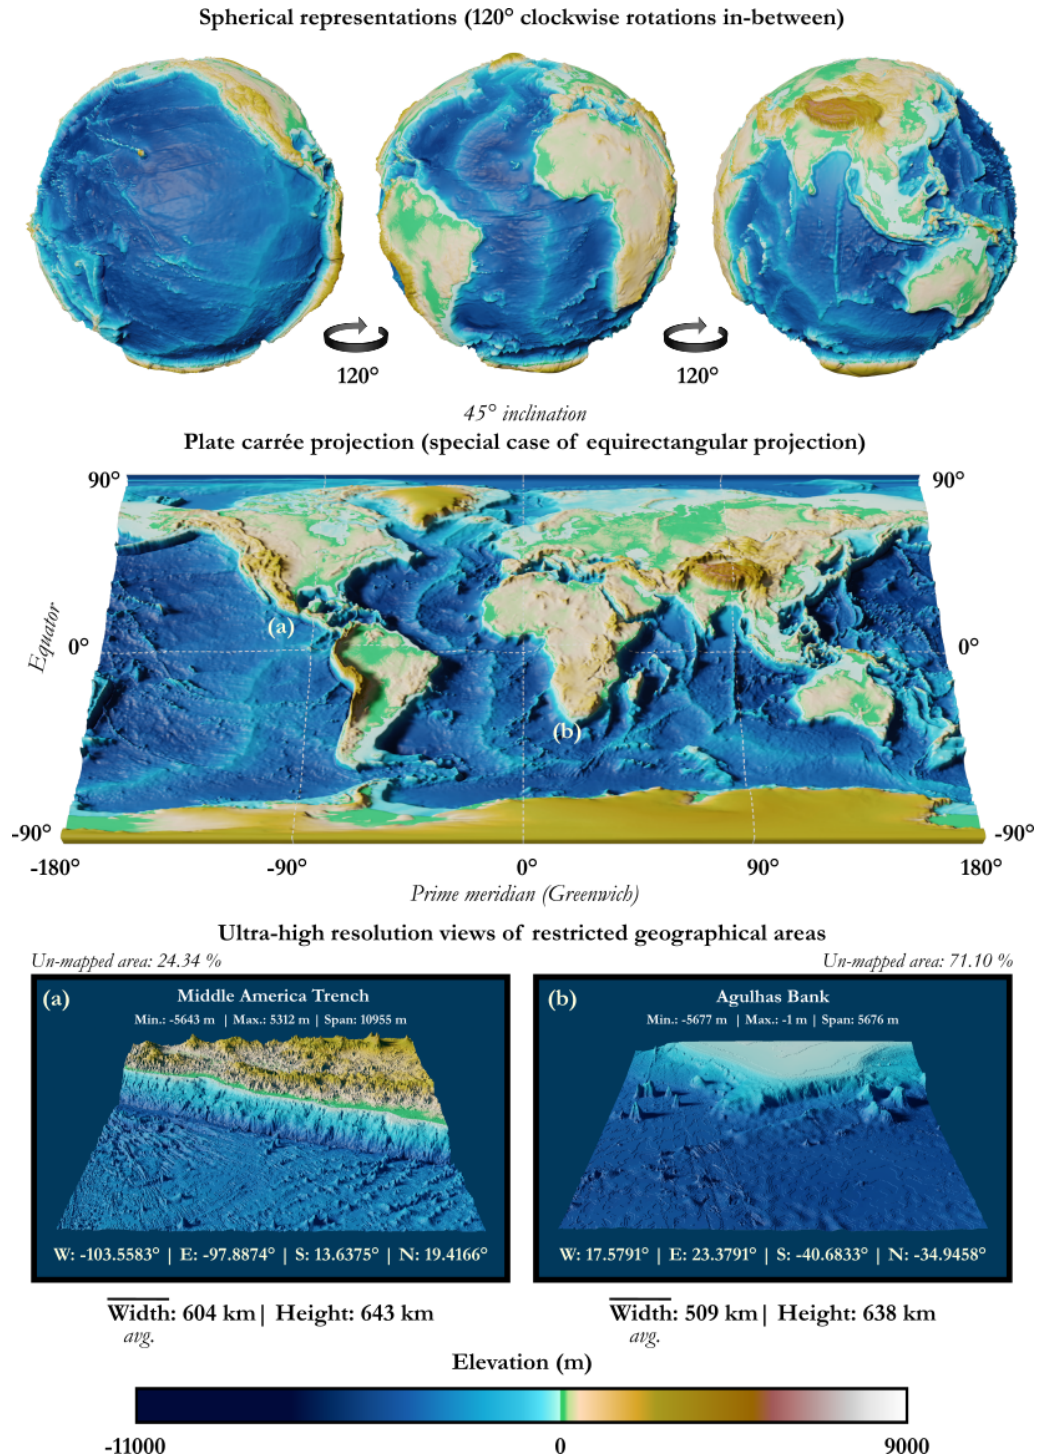 Spherical representations (120° clockwise rotations in-between)
120°
120°
45° inclination
Plate carrée projection (special case of equirectangular projection)
90°
90°
Equator
0°
0°
(a)
(b)
-90°
-90°
-180°
-90°
0°
90°
180°
Prime meridian (Greenwich)
Ultra-high resolution views of restricted geographical areas
Un-mapped area: 24.34 %
Un-mapped area: 71.10 %
(a)
Middle America Trench
Min.: -5643 m | Max.: 5312 m | Span: 10955 m
W: -103.5583° | E: -97.8874° | S: 13.6375° | N: 19.4166°
(b)
Agulhas Bank
Min.: -5677 m | Max.: -1 m | Span: 5676 m
W: 17.5791° | E: 23.3791° | S: -40.6833° | N: -34.9458°
Width: 604 km | Height: 643 km
avg.
Width: 509 km | Height: 638 km
avg.
Elevation (m)
-11000
0
9000